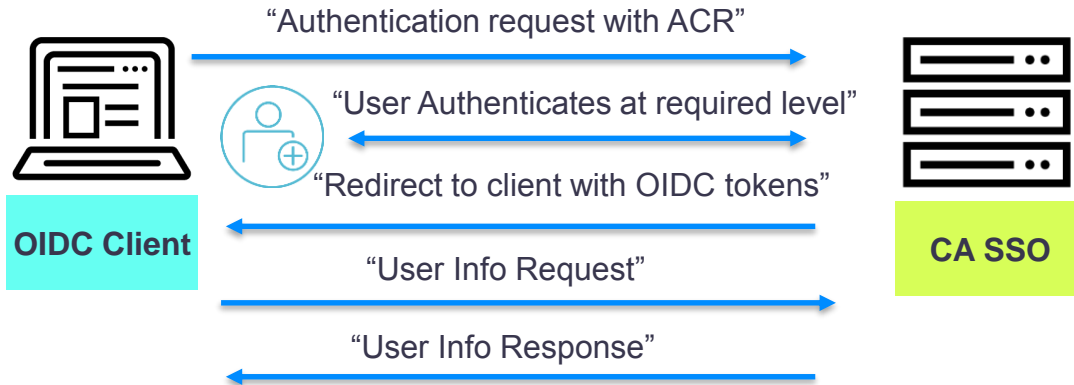 “Authentication request with ACR”
“User Authenticates at required level”
“Redirect to client with OIDC tokens”
OIDC Client
CA SSO
“User Info Request”
“User Info Response”